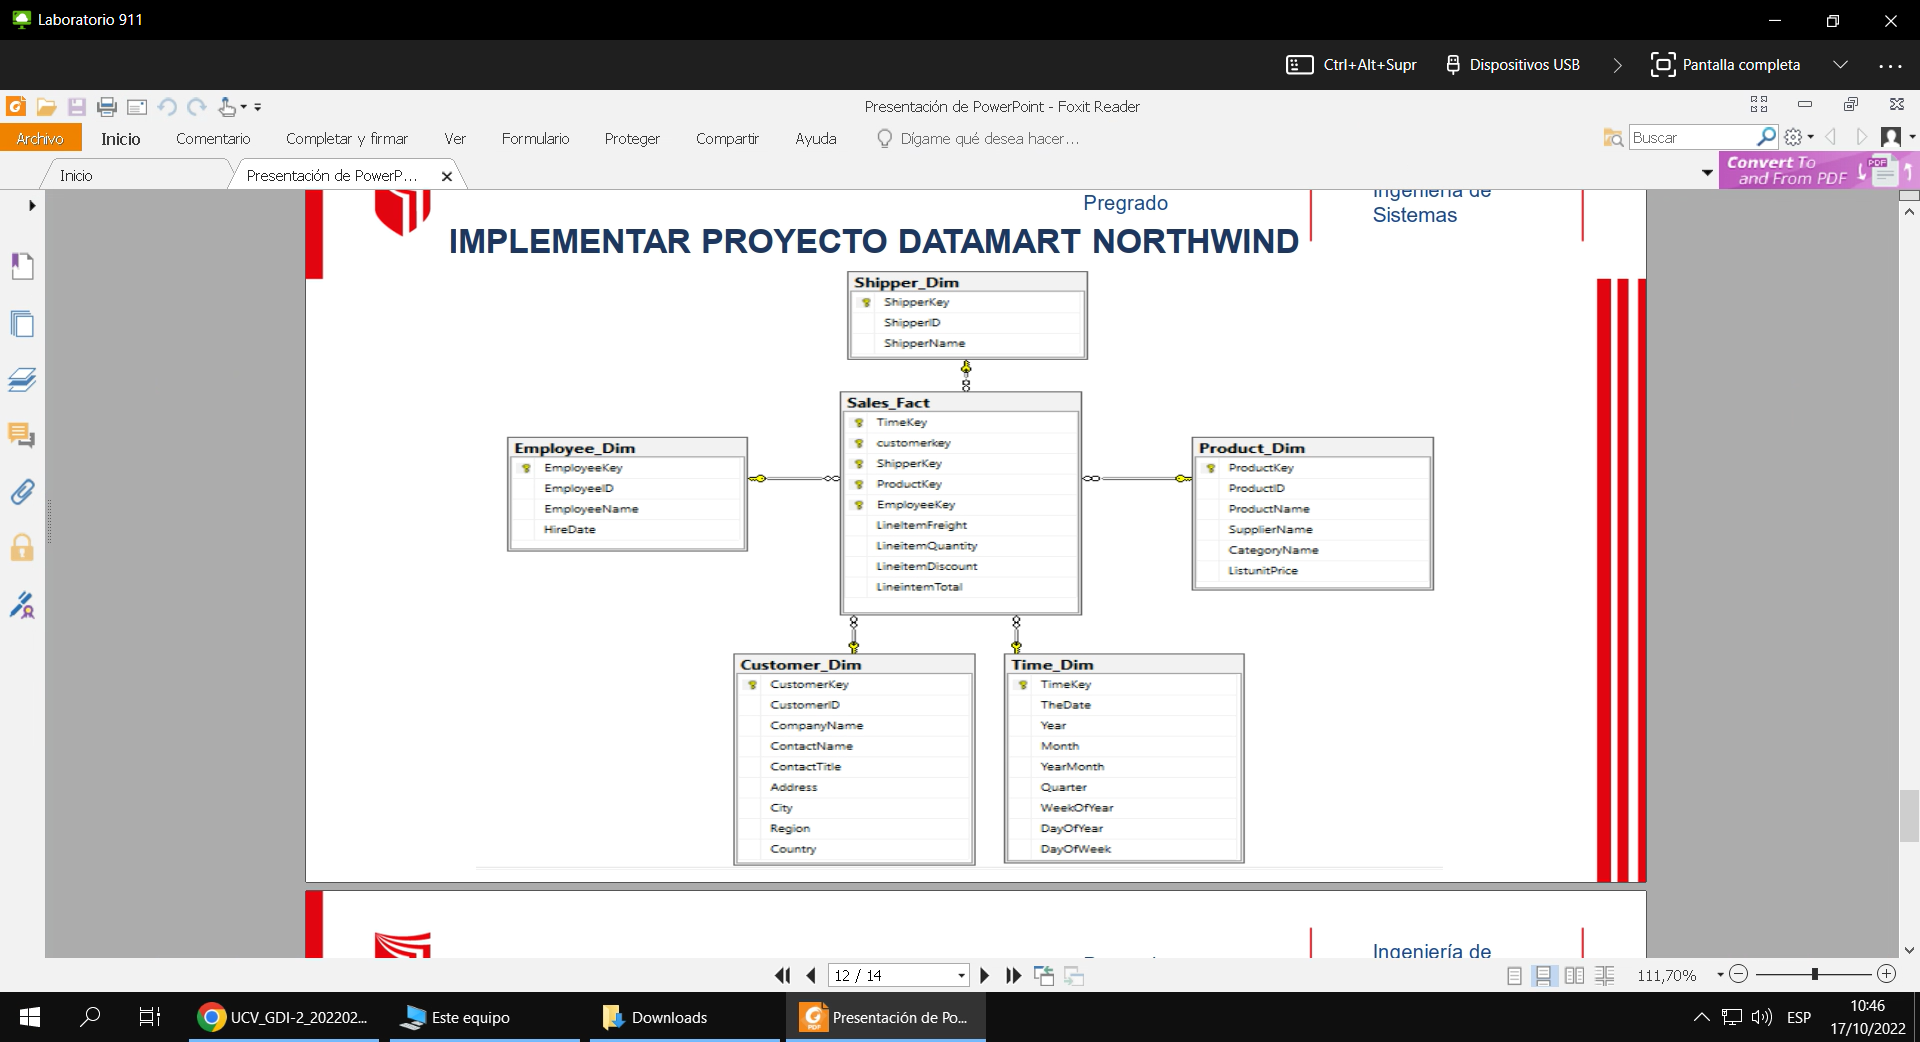 Laboratorio 911
Ctrl+Alt+Supr
Dispositivos USB
Pantalla completa
Presentación de PowerPoint - Foxit Reader
Archivo
Inicio
Comentario
Completar y firmar
Ver
Formulario
Proteger
Compartir
Ayuda
Dígame qué desea hacer...
Buscar
Inicio
Presentación de PowerP...
Convert To
and From PDF
PDF
Pregrado
Ingeniería de
Sistemas
IMPLEMENTAR PROYECTO DATAMART NORTHWIND
Shipper_Dim
ShipperKey
ShipperID
ShipperName
Sales_Fact
TimeKey
customerkey
ShipperKey
ProductKey
EmployeeKey
LineItemFreight
LineitemQuantity
LineitemDiscount
LineintemTotal
Employee_Dim
EmployeeKey
EmployeeID
EmployeeName
HireDate
Product_Dim
ProductKey
ProductID
ProductName
SupplierName
CategoryName
ListunitPrice
Customer_Dim
CustomerKey
CustomerID
CompanyName
ContactName
ContactTitle
Address
City
Region
Country
Time_Dim
TimeKey
TheDate
Year
Month
YearMonth
Quarter
WeekOfYear
DayOfYear
DayOfWeek
Ingeniería de
12 / 14
111,70%
UCV_GDI-2_202202...
Este equipo
Downloads
PDF
Presentación de Po...
ESP
10:46
17/10/2022